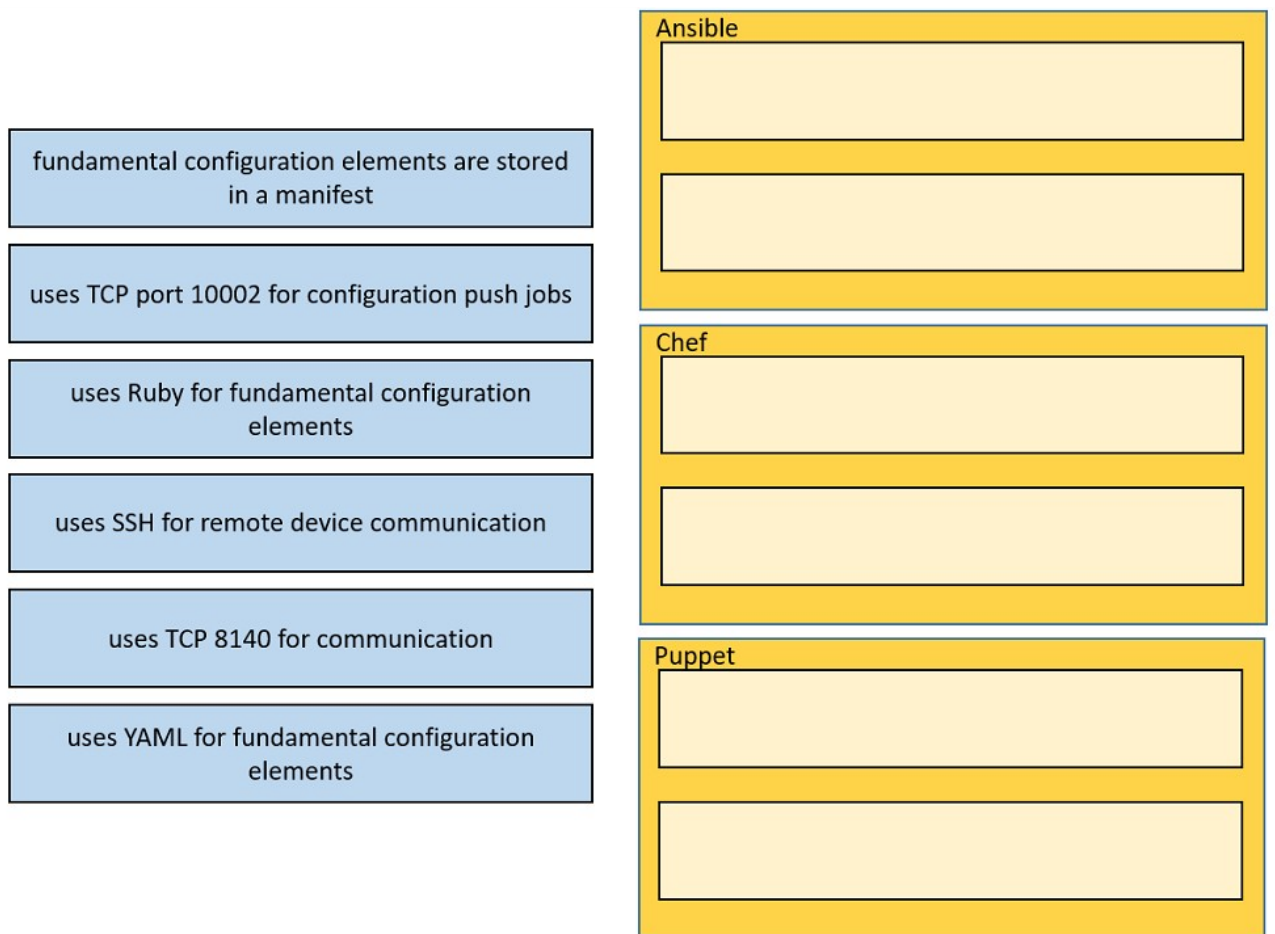 fundamental configuration elements are stored
in a manifest
uses TCP port 10002 for configuration push jobs
uses Ruby for fundamental configuration
elements
uses SSH for remote device communication
uses TCP 8140 for communication
uses YAML for fundamental configuration
elements
Ansible
Chef
Puppet